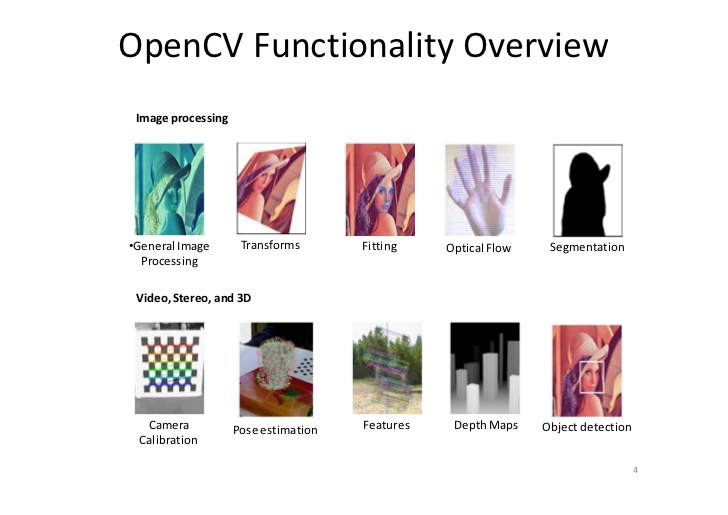 OpenCV Functionality Overview
Image processing
•General Image
Processing
Transforms
Fitting
Optical Flow
Segmentation
Video, Stereo, and 3D
Camera
Calibration
Pose estimation
Features
Depth Maps
Object detection
4